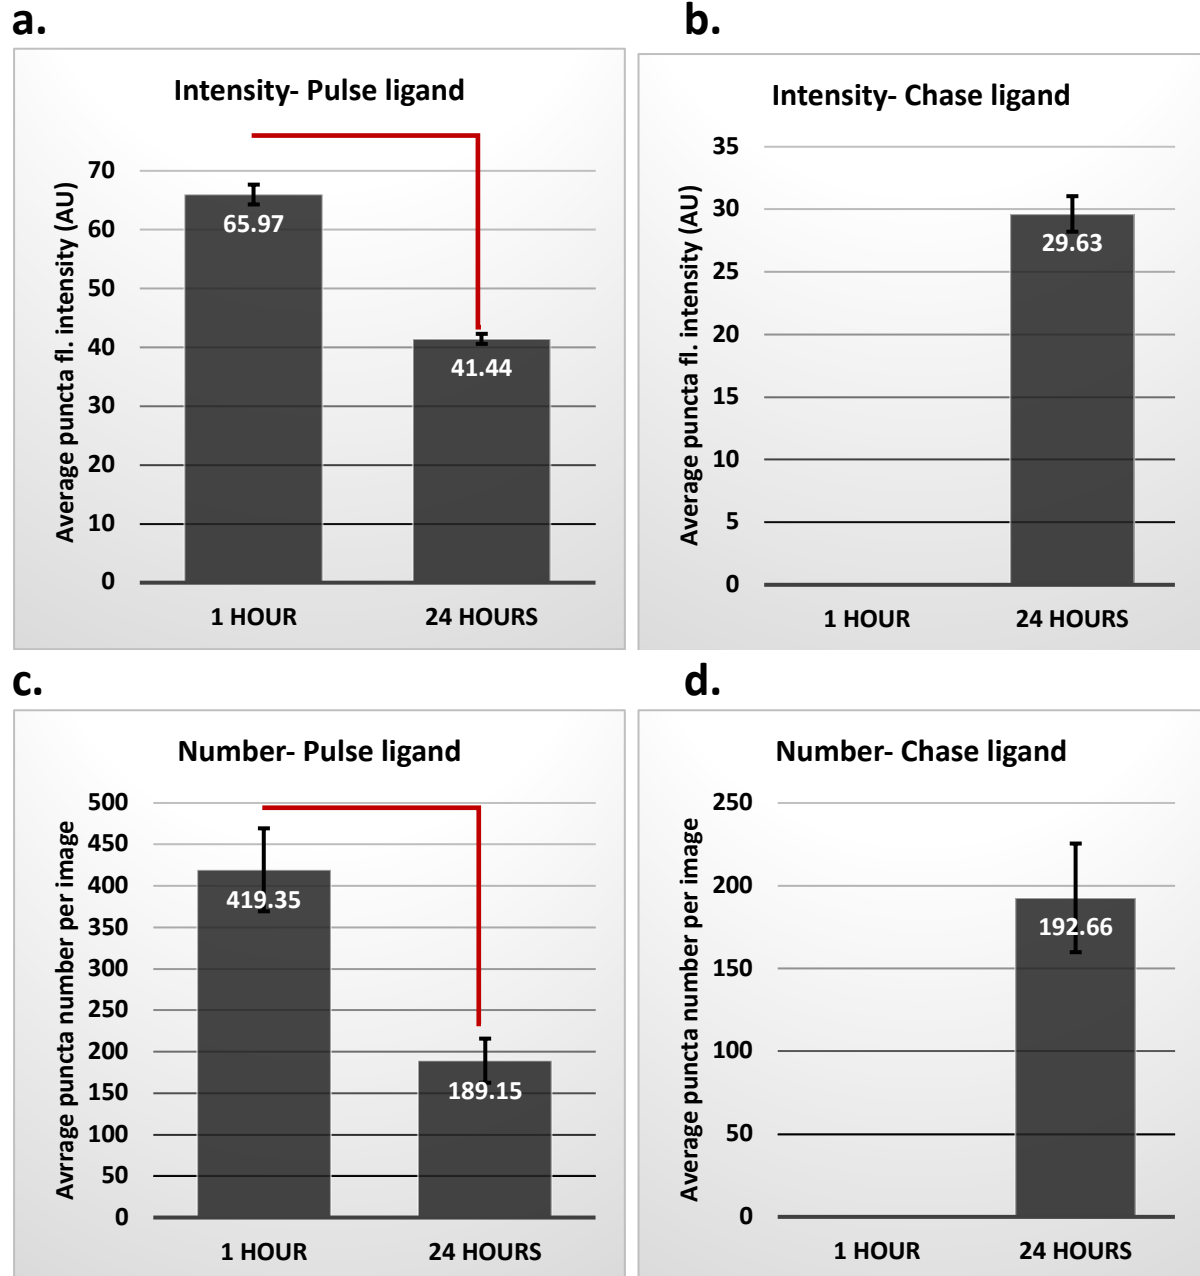 a.
Intensity- Pulse ligand
Average puncta fl. intensity (AU)
70
60
50
40
30
20
10
0
65.97
41.44
1 HOUR
24 HOURS
b.
Intensity- Chase ligand
Average puncta fl. intensity (AU)
35
30
25
20
15
10
5
0
29.63
1 HOUR
24 HOURS
c.
Number- Pulse ligand
Avrrage puncta number per image
500
450
400
350
300
250
200
150
100
50
0
419.35
189.15
1 HOUR
24 HOURS
d.
Number- Chase ligand
Average puncta number per image
250
200
150
100
50
0
192.66
1 HOUR
24 HOURS